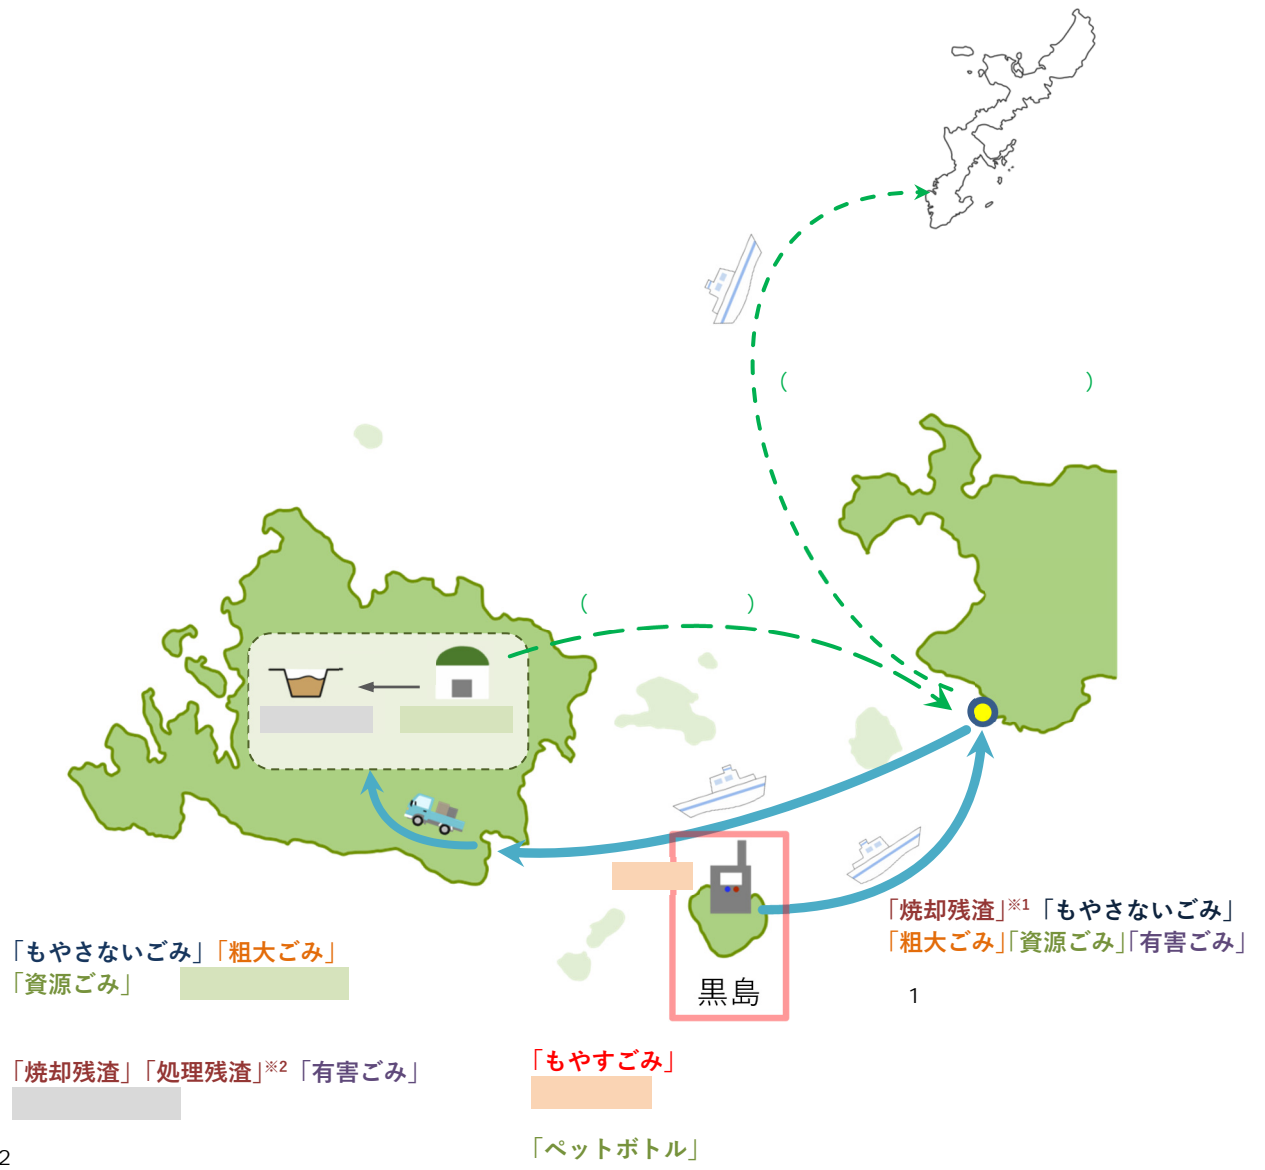 (　)
(　)
「焼却残渣」※1「もやさないごみ」
「粗大ごみ」「資源ごみ」「有害ごみ」
1
黒島
「もやさないごみ」「粗大ごみ」
「資源ごみ」
「焼却残渣」「処理残渣」※2「有害ごみ」
「もやすごみ」
「ペットボトル」
2